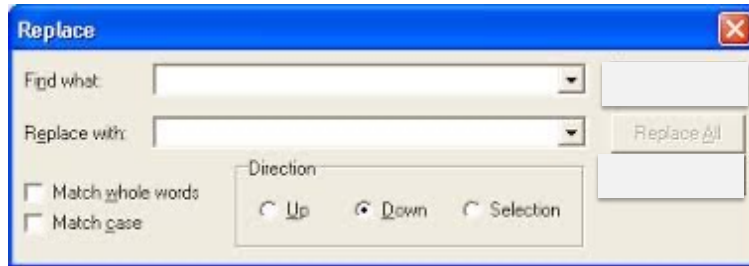 Replace
Find what:
Replace with:
Replace All
Direction
Match whole words
Match case
Up
Down
Selection